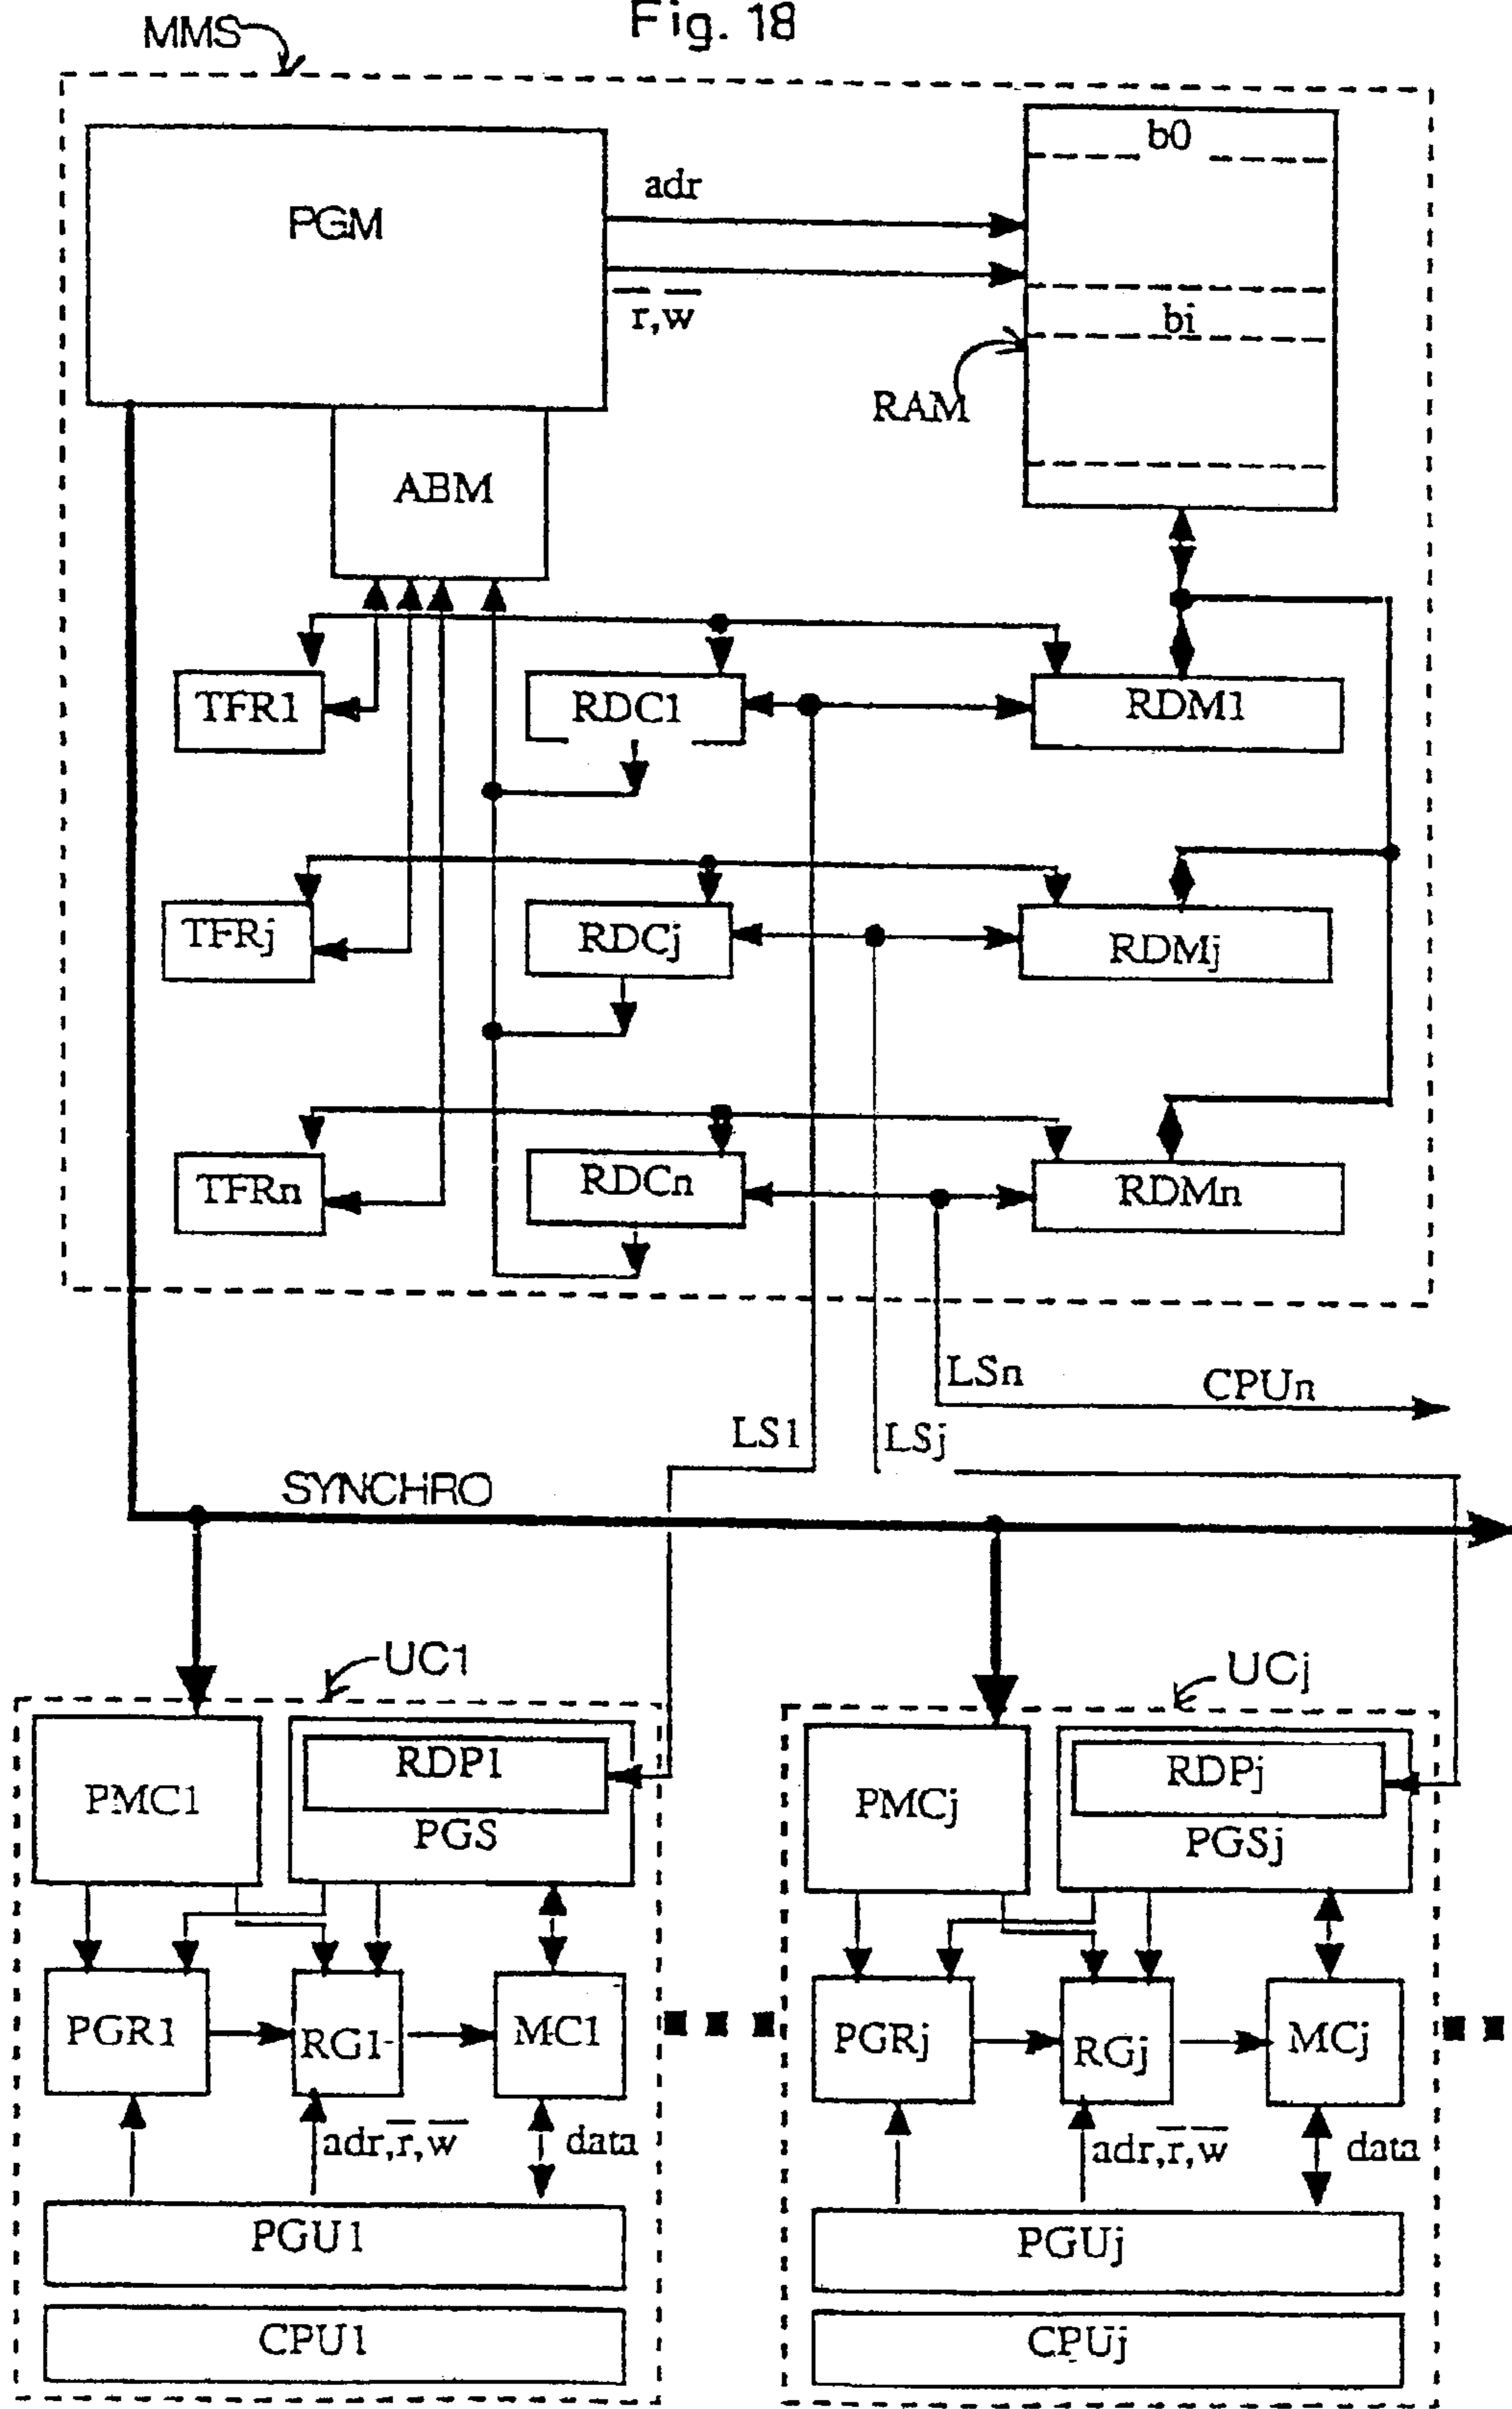 Fig. 18
MMS
b0
adr
PGM
r̅,w̅
bi
RAM
ABM
TFR1
RDC1
RDM1
TFRj
RDCj
RDMj
TFRn
RDCn
RDMn
LSn
CPUn
LS1
LSj
SYNCHRO
UC1
UCj
RDP1
RDPj
PMC1
PMCj
PGS
PGSj
PGR1
RG1-
MC1
PGRj
RGj
MCj
adr,r̅,w̅
data
adr,r̅,w̅
data
PGU1
PGUj
CPU1
CPUj